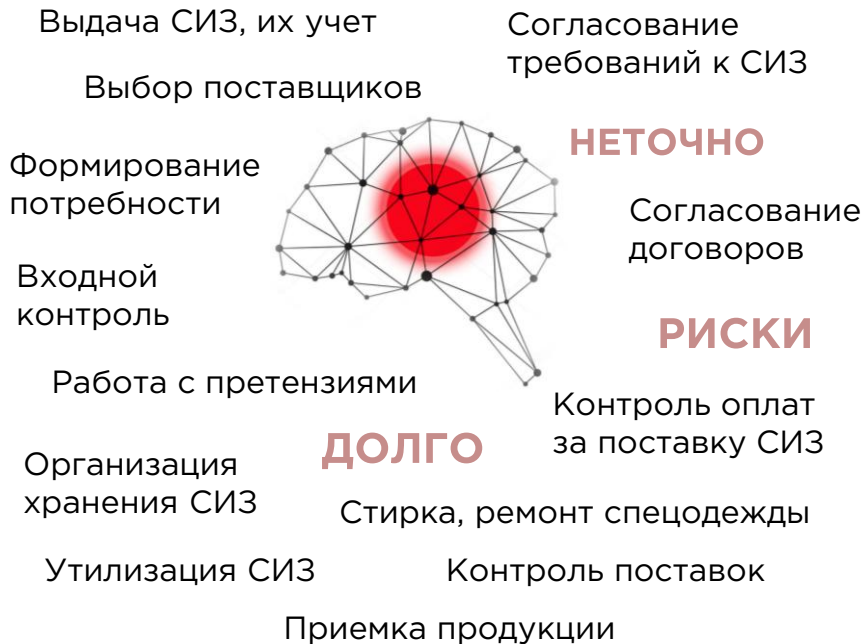 Выдача СИЗ, их учет
Согласование
требований к СИЗ
Выбор поставщиков
НЕТОЧНО
Формирование
потребности
Согласование
договоров
Входной
контроль
РИСКИ
Работа с претензиями
Контроль оплат
за поставку СИЗ
ДОЛГО
Организация
хранения СИЗ
Стирка, ремонт спецодежды
Утилизация СИЗ
Контроль поставок
Приемка продукции